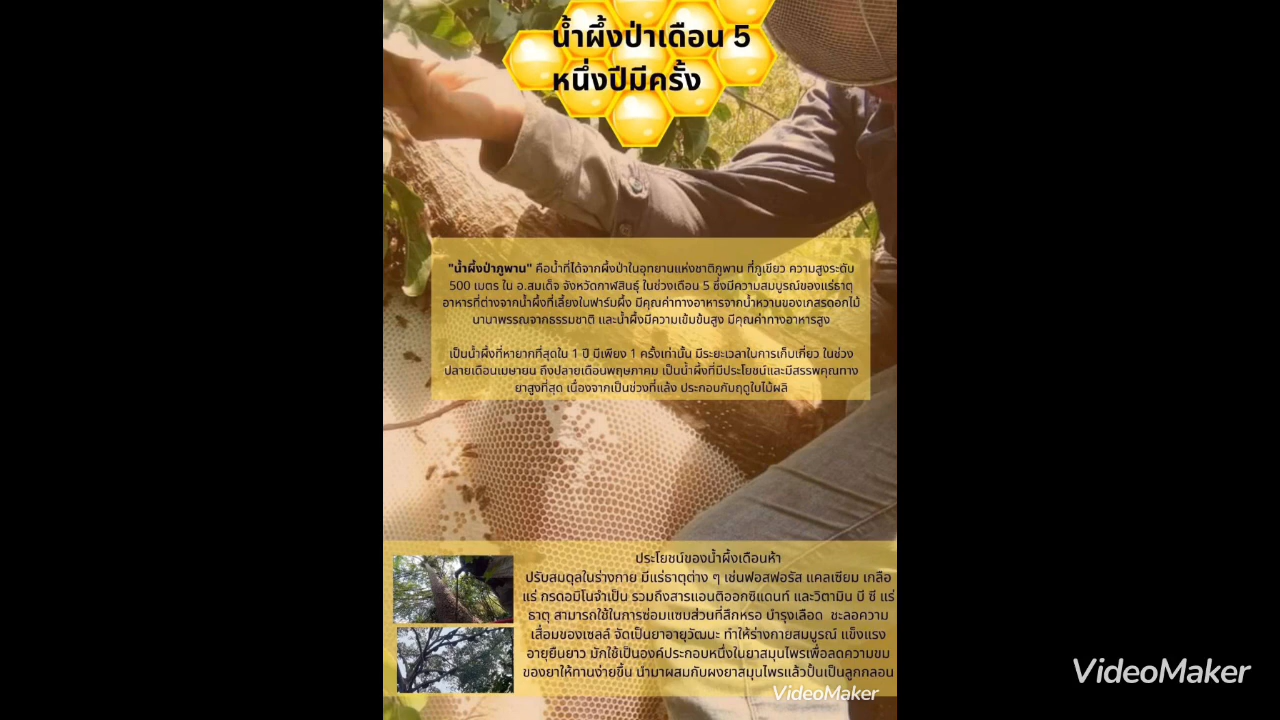 น้ำผึ้งป่าเดือน 5
หนึ่งปีมีครั้ง
"น้ำผึ้งป่าภูพาน" คือน้ำที่ได้จากผึ้งป่าในอุทยานแห่งชาติภูพาน ที่ภูเขียว ความสูงระดับ
500 เมตร ใน อ.สมเด็จ จังหวัดกาฬสินธุ์ ในช่วงเดือน 5 ซึ่งมีความสมบูรณ์ของแร่ธาตุ
อาหารที่ต่างจากน้ำผึ้งที่เลี้ยงในฟาร์มผึ้ง มีคุณค่าทางอาหารจากน้ำหวานของเกสรดอกไม้
นานาพรรณจากธรรมชาติ และน้ำผึ้งมีความเข้มข้นสูง มีคุณค่าทางอาหารสูง
เป็นน้ำผึ้งที่หายากที่สุดใน 1 ปี มีเพียง 1 ครั้งเท่านั้น มีระยะเวลาในการเก็บเกี่ยว ในช่วง
ปลายเดือนเมษายน ถึงปลายเดือนพฤษภาคม เป็นน้ำผึ้งที่มีประโยชน์และมีสรรพคุณทาง
ยาสูงที่สุด เนื่องจากเป็นช่วงที่แล้ง ประกอบกับฤดูใบไม้ผลิ
ประโยชน์ของน้ำผึ้งเดือนห้า
ปรับสมดุลในร่างกาย มีแร่ธาตุต่าง ๆ เช่นฟอสฟอรัส แคลเซียม เกลือ
แร่ กรดอมิโนจำเป็น รวมถึงสารแอนติออกซิแดนท์ และวิตามิน บี ซี แร่
ธาตุ สามารถใช้ในการซ่อมแซมส่วนที่สึกหรอ บำรุงเลือด ชะลอความ
เสื่อมของเซลล์ จัดเป็นยาอายุวัฒนะ ทำให้ร่างกายสมบูรณ์ แข็งแรง
อายุยืนยาว มักใช้เป็นองค์ประกอบหนึ่งในยาสมุนไพรเพื่อลดความขม
ของยาให้ทานง่ายขึ้น นำมาผสมกับผงยาสมุนไพรแล้วปั้นเป็นลูกกลอน
VideoMaker
VideoMaker